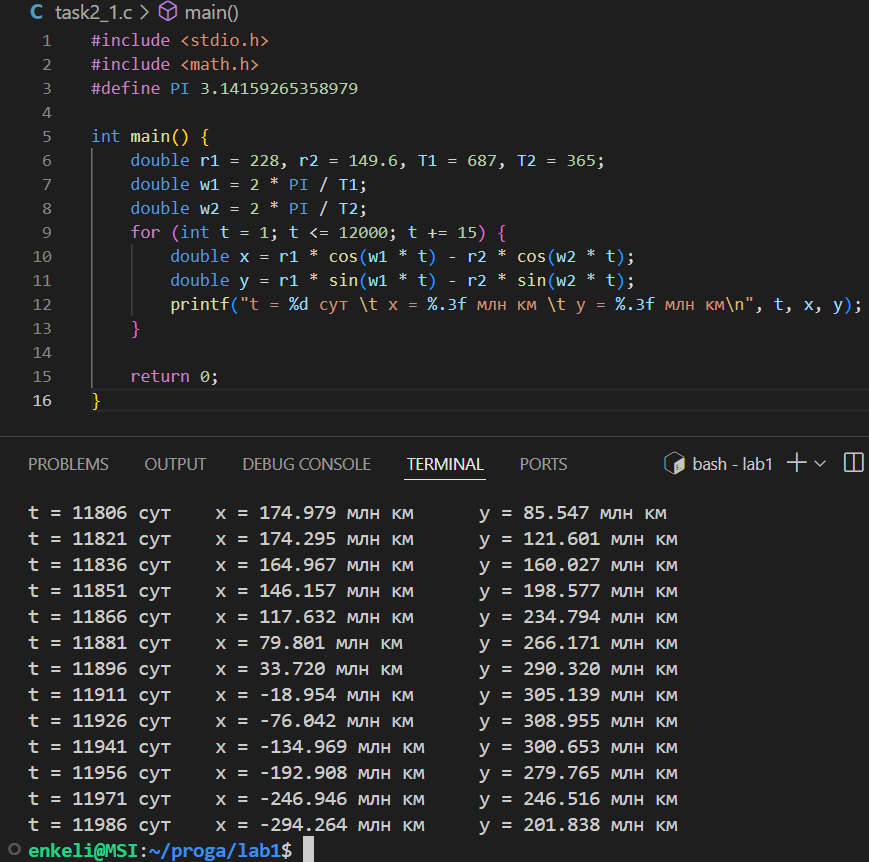 C task2_1.c > main()
1 #include <stdio.h>
2 #include <math.h>
3 #define PI 3.14159265358979
4
5 int main() {
6     double r1 = 228, r2 = 149.6, T1 = 687, T2 = 365;
7     double w1 = 2 * PI / T1;
8     double w2 = 2 * PI / T2;
9     for (int t = 1; t <= 12000; t += 15) {
10         double x = r1 * cos(w1 * t) - r2 * cos(w2 * t);
11         double y = r1 * sin(w1 * t) - r2 * sin(w2 * t);
12         printf("t = %d сут \t x = %.3f млн км \t y = %.3f млн км\n", t, x, y);
13     }
14
15     return 0;
16 }
PROBLEMS OUTPUT DEBUG CONSOLE TERMINAL PORTS bash - lab1
t = 11806 сут    x = 174.979 млн км      y = 85.547 млн км
t = 11821 сут    x = 174.295 млн км      y = 121.601 млн км
t = 11836 сут    x = 164.967 млн км      y = 160.027 млн км
t = 11851 сут    x = 146.157 млн км      y = 198.577 млн км
t = 11866 сут    x = 117.632 млн км      y = 234.794 млн км
t = 11881 сут    x = 79.801 млн км       y = 266.171 млн км
t = 11896 сут    x = 33.720 млн км       y = 290.320 млн км
t = 11911 сут    x = -18.954 млн км      y = 305.139 млн км
t = 11926 сут    x = -76.042 млн км      y = 308.955 млн км
t = 11941 сут    x = -134.969 млн км     y = 300.653 млн км
t = 11956 сут    x = -192.908 млн км     y = 279.765 млн км
t = 11971 сут    x = -246.946 млн км     y = 246.516 млн км
t = 11986 сут    x = -294.264 млн км     y = 201.838 млн км
enkeli@MSI:~/proga/lab1$